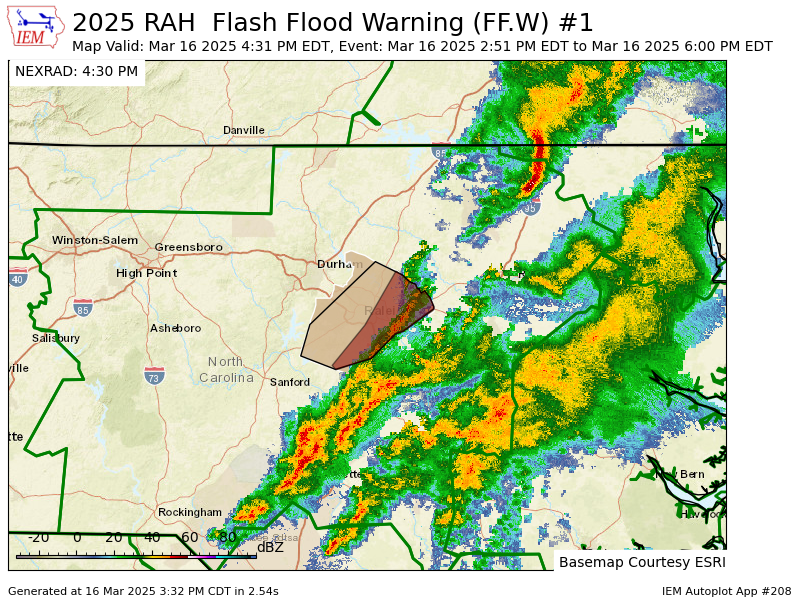 IEM
2025 RAH Flash Flood Warning (FF.W) #1
Map Valid: Mar 16 2025 4:31 PM EDT, Event: Mar 16 2025 2:51 PM EDT to Mar 16 2025 6:00 PM EDT
NEXRAD: 4:30 PM
Danville
85
95
Winston-Salem
Greensboro
Durham
40
High Point
85
Raleigh
Asheboro
Salisbury
ville
North
Carolina
73
Sanford
tte
tte
w Bern
Rockingham
-20 0 20 40 60 80
dBZ
Basemap Courtesy ESRI
Generated at 16 Mar 2025 3:32 PM CDT in 2.54s
IEM Autoplot App #208